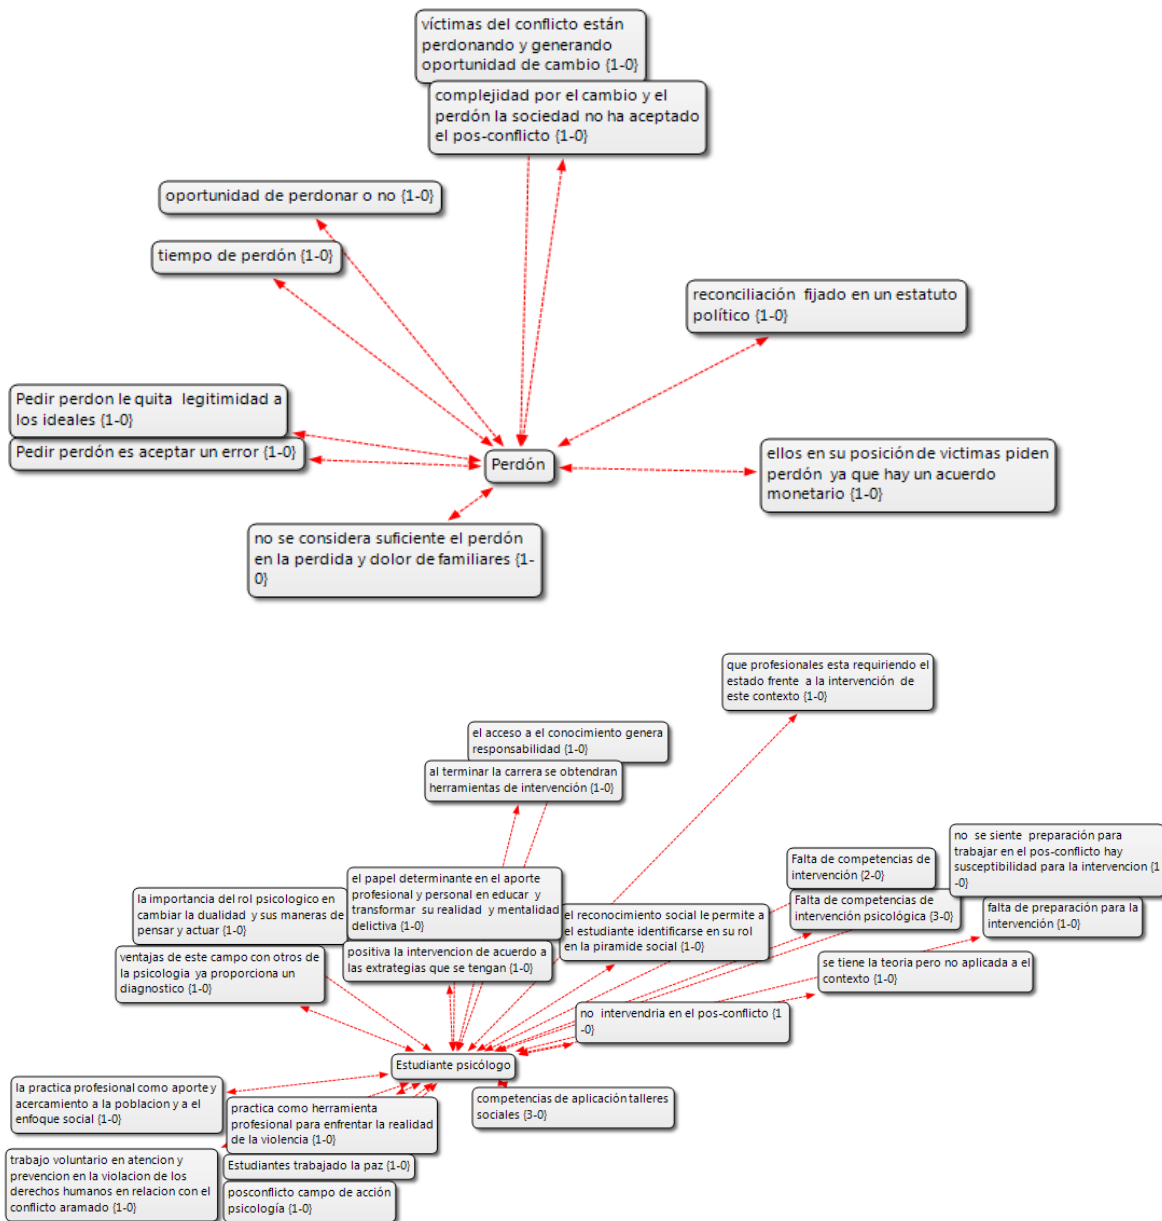 víctimas del conflicto están
perdonando y generando
oportunidad de cambio {1-0}
complejidad por el cambio y el
perdón la sociedad no ha aceptado
el pos-conflicto {1-0}
oportunidad de perdonar o no {1-0}
tiempo de perdón {1-0}
reconciliación fijado en un estatuto
político {1-0}
Pedir perdon le quita legitimidad a
los ideales {1-0}
Pedir perdón es aceptar un error {1-0}
Perdón
ellos en su posición de victimas piden
perdón ya que hay un acuerdo
monetario {1-0}
no se considera suficiente el perdón
en la perdida y dolor de familiares {1-
0}
que profesionales esta requiriendo el
estado frente a la intervención de
este contexto {1-0}
el acceso a el conocimiento genera
responsabilidad {1-0}
al terminar la carrera se obtendran
herramientas de intervención {1-0}
no se siente preparación para
trabajar en el pos-conflicto hay
susceptibilidad para la intervencion {1
-0}
Falta de competencias de
intervención {2-0}
Falta de competencias de
intervención psicológica {3-0}
falta de preparación para la
intervención {1-0}
el papel determinante en el aporte
profesional y personal en educar y
transformar su realidad y mentalidad
delictiva {1-0}
la importancia del rol psicologico en
cambiar la dualidad y sus maneras de
pensar y actuar {1-0}
el reconocimiento social le permite a
el estudiante identificarse en su rol
en la piramide social {1-0}
positiva la intervencion de acuerdo a
las extrategias que se tengan {1-0}
ventajas de este campo con otros de
la psicologia ya proporciona un
diagnostico {1-0}
se tiene la teoria pero no aplicada a el
contexto {1-0}
no intervendria en el pos-conflicto {1
-0}
Estudiante psicólogo
la practica profesional como aporte y
acercamiento a la poblacion y a el
enfoque social {1-0}
practica como herramienta
profesional para enfrentar la realidad
de la violencia {1-0}
competencias de aplicación talleres
sociales {3-0}
trabajo voluntario en atencion y
prevencion en la violacion de los
derechos humanos en relacion con el
conflicto aramado {1-0}
Estudiantes trabajado la paz {1-0}
posconflicto campo de acción
psicología {1-0}